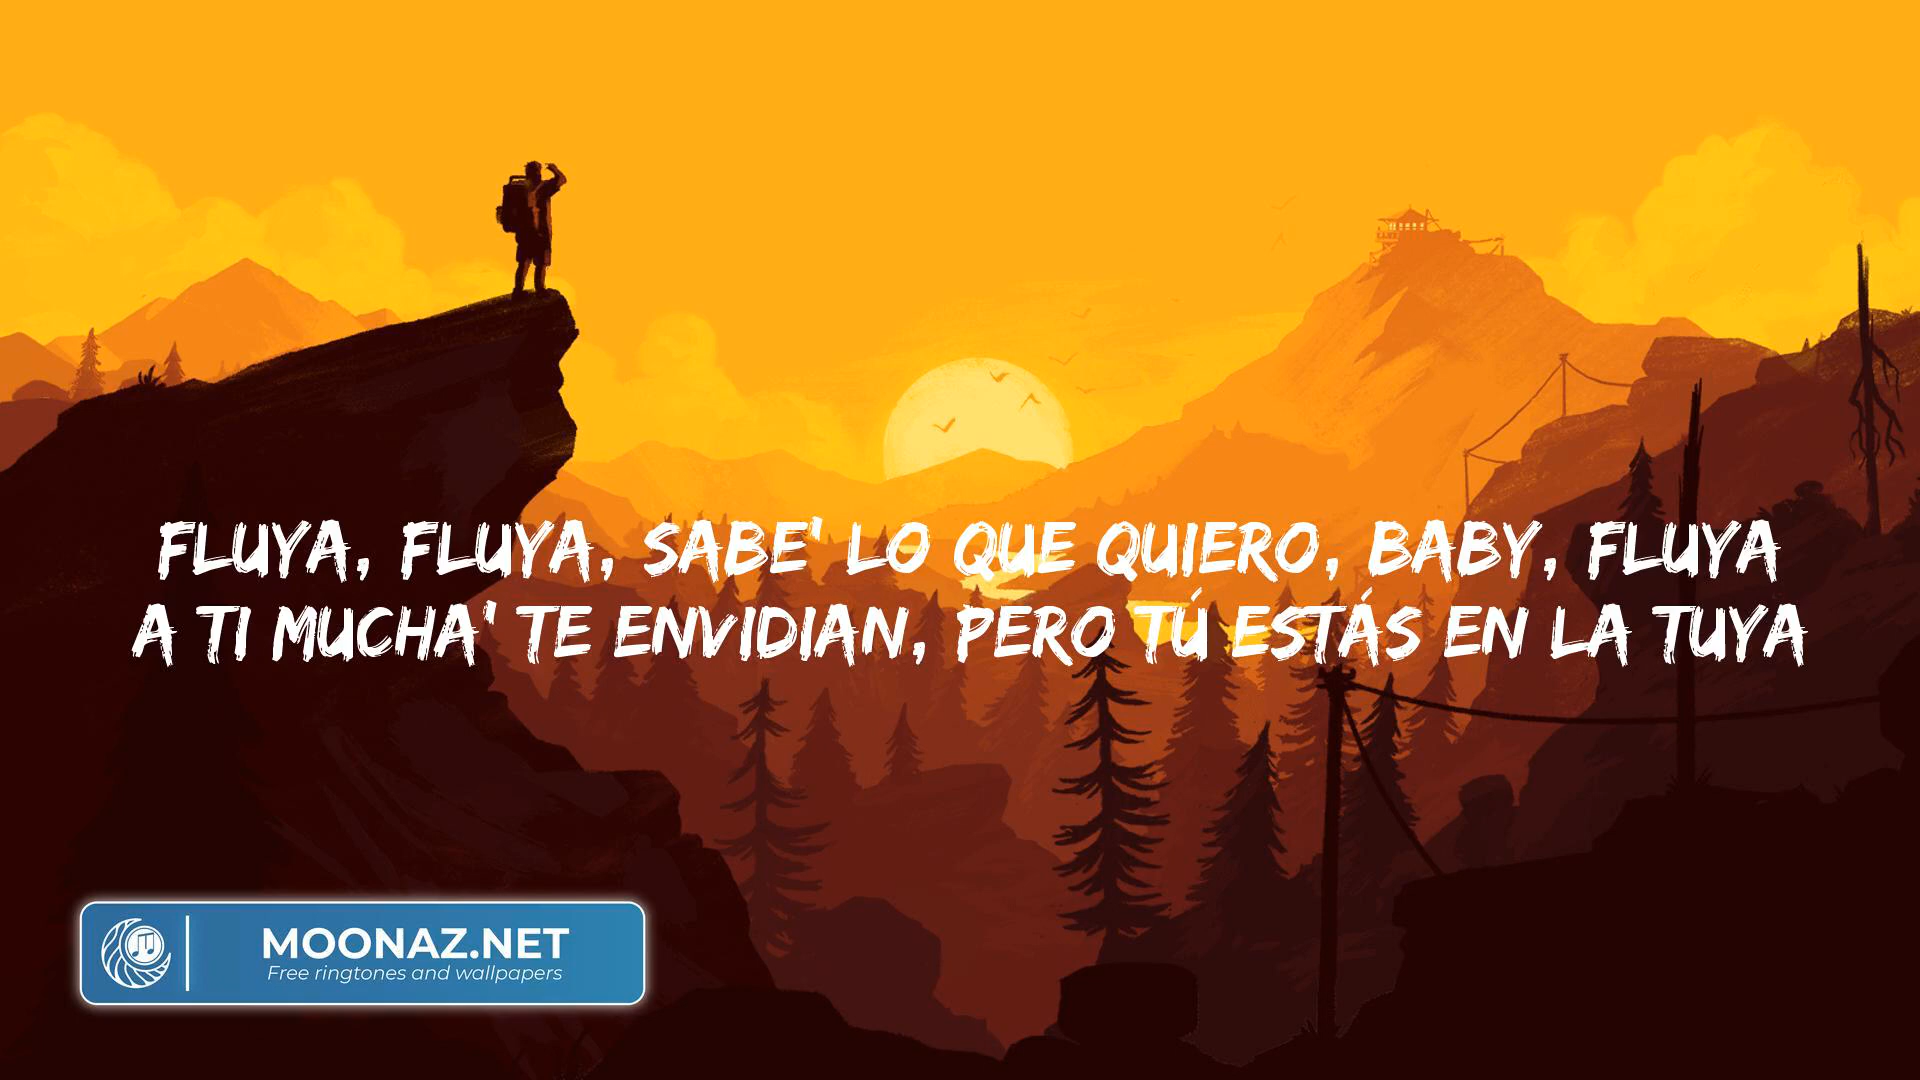 FLUYA, FLUYA, SABE' LO QUE QUIERO, BABY, FLUYA
A TI MUCHA' TE ENVIDIAN, PERO TÚ ESTÁS EN LA TUYA
MOONAZ.NET
Free ringtones and wallpapers